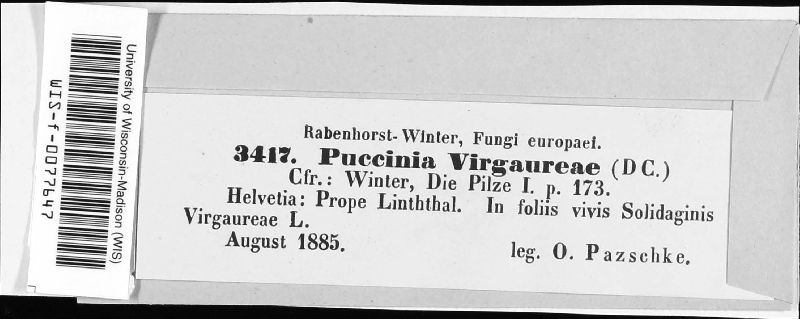 University of Wisconsin-Madison (WIS)
WIS-f-0077647
Rabenhorst-Winter, Fungi europaei.
3417. Puccinia Virgaureae (DC.)
Cfr.: Winter, Die Pilze I. p. 173.
Helvetia: Prope Linththal. In foliis vivis Solidaginis
Virgaureae L.
August 1885.
leg. O. Pazschke.